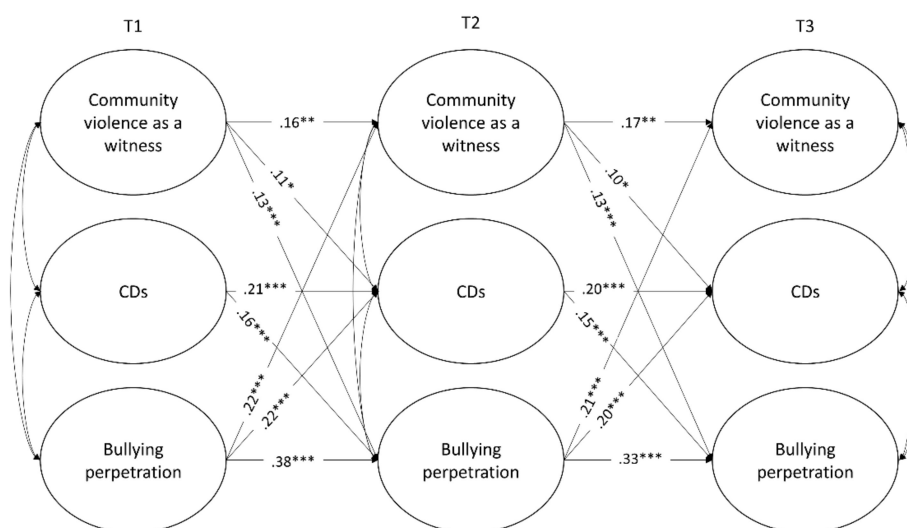 T1
T2
T3
Community
violence as a
witness
Community
violence as a
witness
Community
violence as a
witness
.16**
.17**
.11*
.10*
.13***
.13***
CDs
CDs
CDs
.21***
.20***
.16***
.15***
.22***
.22***
.21***
.20***
Bullying
perpetration
Bullying
perpetration
Bullying
perpetration
.38***
.33***